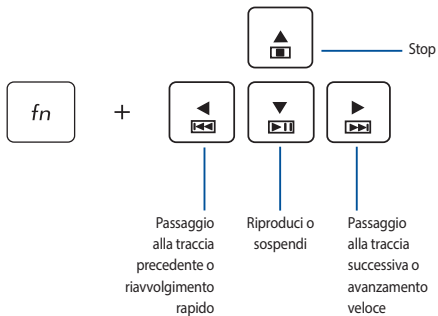 Stop
fn
+
Passaggio
alla traccia
precedente o
riavvolgimento
rapido
Riproduci o
sospendi
Passaggio
alla traccia
successiva o
avanzamento
veloce